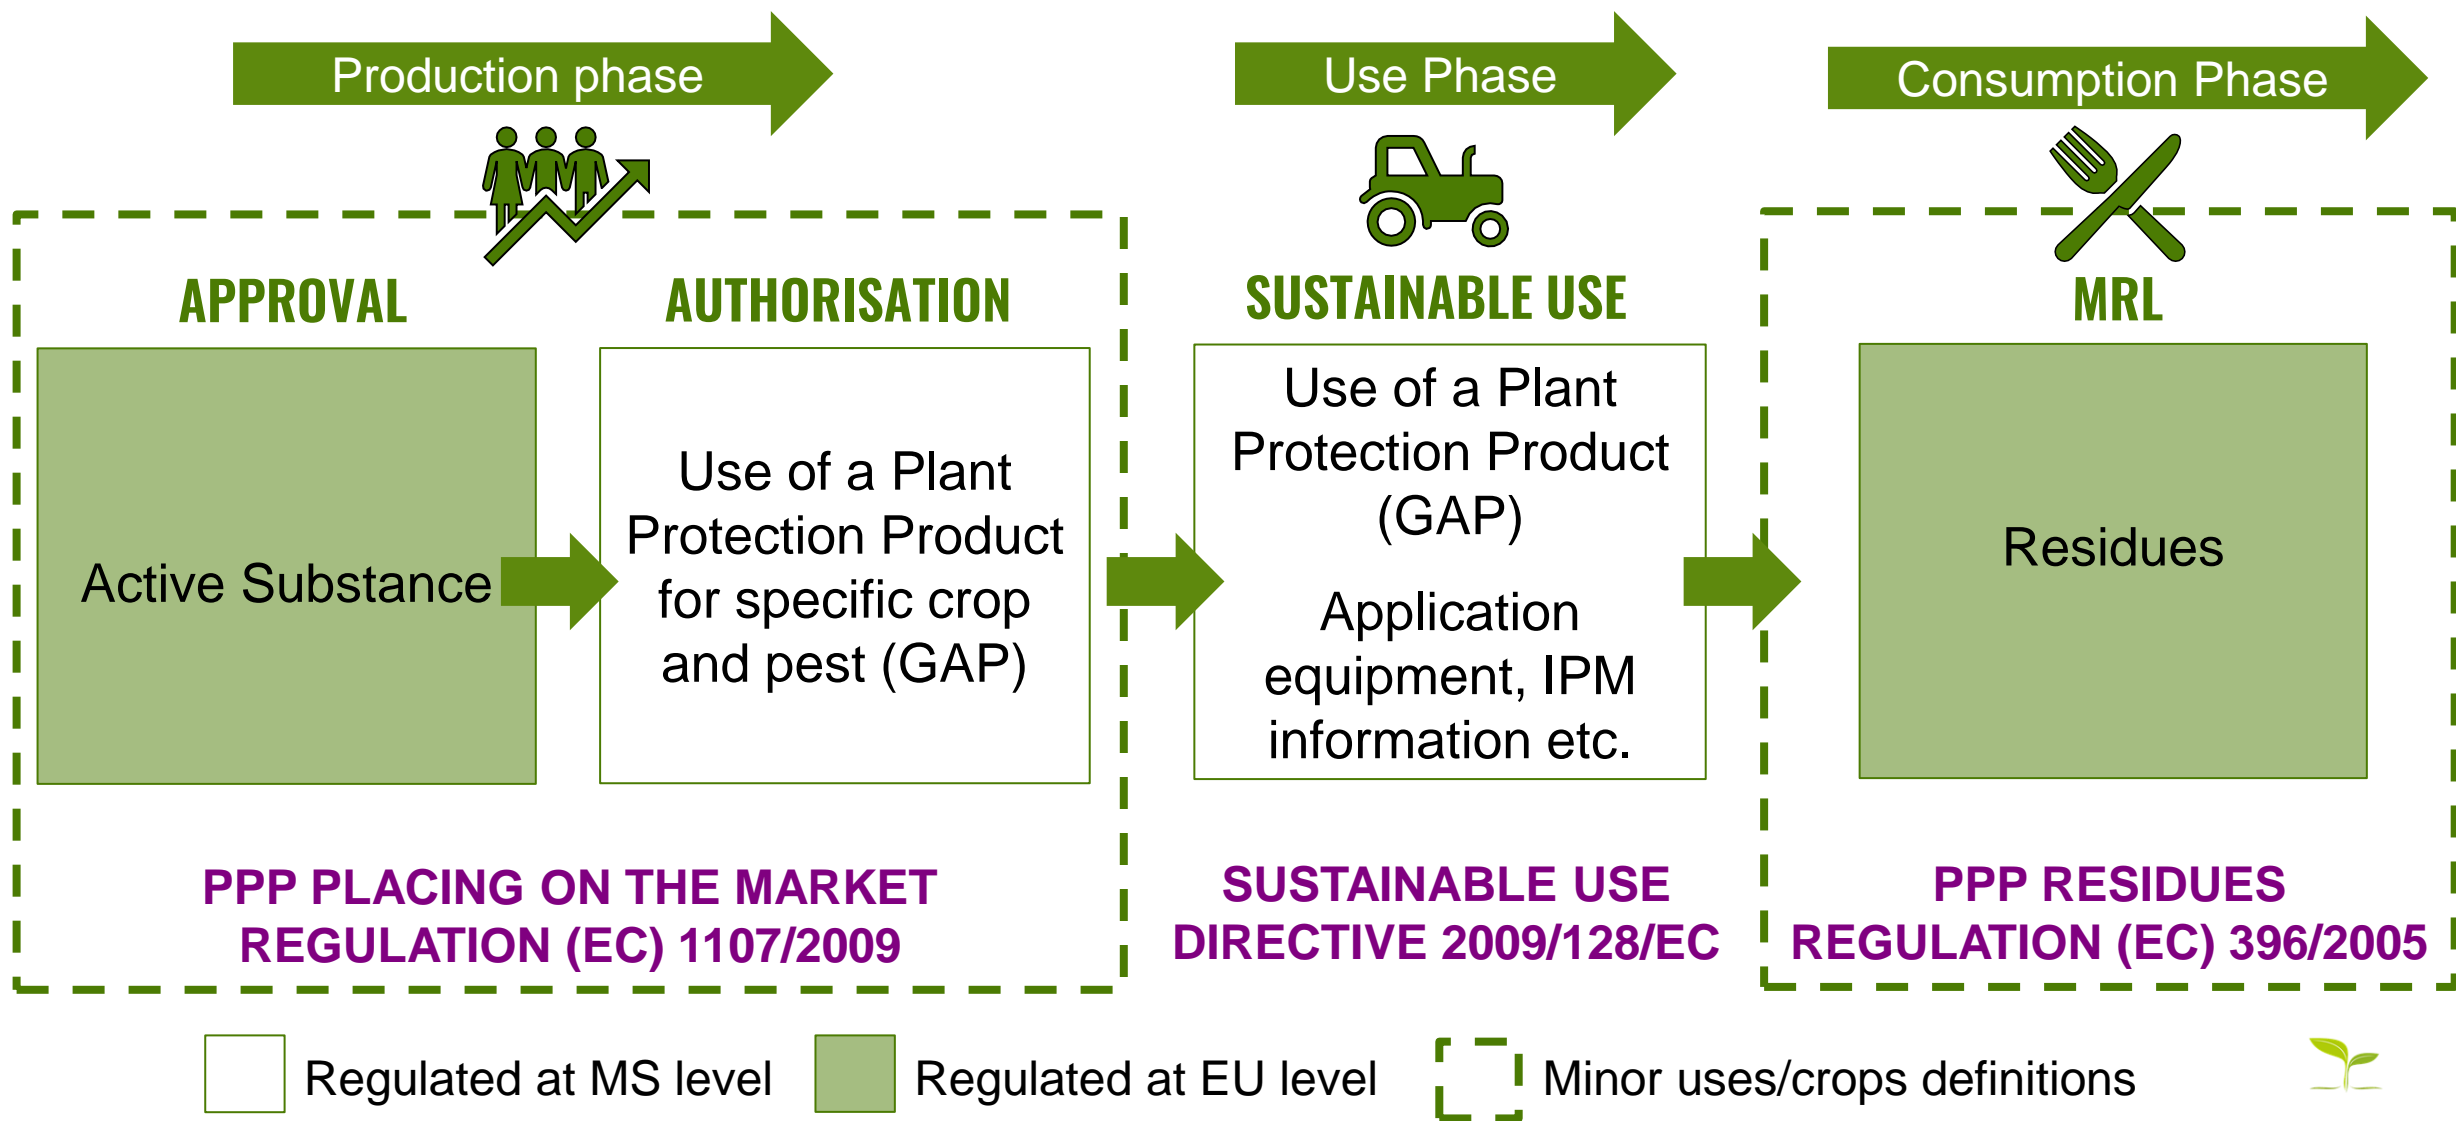 Production phase
Use Phase
Consumption Phase
APPROVAL
AUTHORISATION
SUSTAINABLE USE
MRL
Active Substance
Use of a Plant
Protection Product
for specific crop
and pest (GAP)
Use of a Plant
Protection Product
(GAP)
Application
equipment, IPM
information etc.
Residues
PPP PLACING ON THE MARKET
REGULATION (EC) 1107/2009
SUSTAINABLE USE
DIRECTIVE 2009/128/EC
PPP RESIDUES
REGULATION (EC) 396/2005
Regulated at MS level
Regulated at EU level
Minor uses/crops definitions